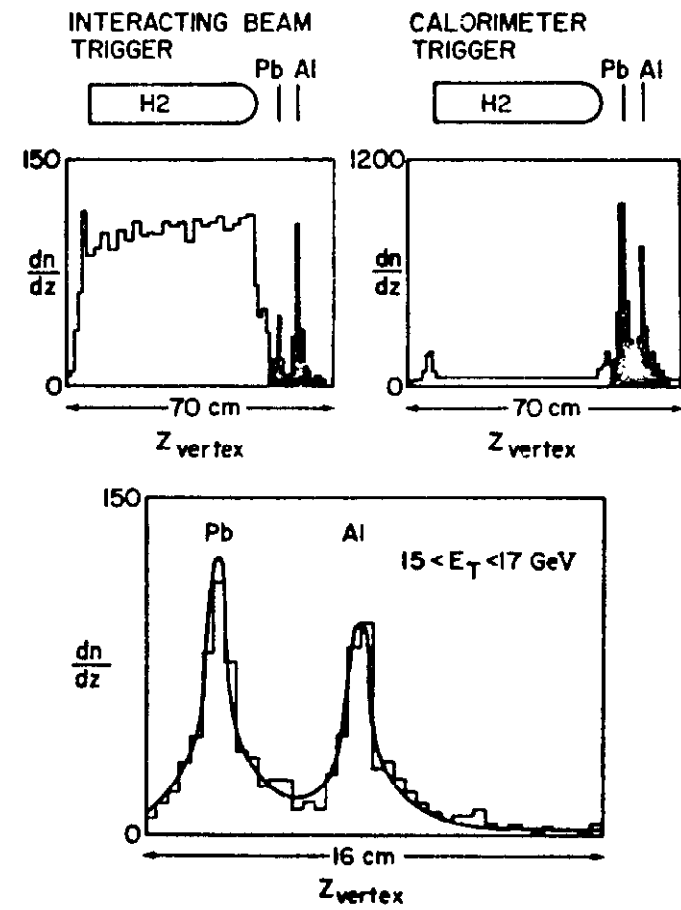 INTERACTING BEAM
TRIGGER
Pb Al
H2
150
dn
dz
0
70 cm
Z vertex
CALORIMETER
TRIGGER
Pb Al
H2
1200
dn
dz
0
70 cm
Z vertex
150
Pb
Al
15 < E_T < 17 GeV
dn
dz
0
16 cm
Z vertex